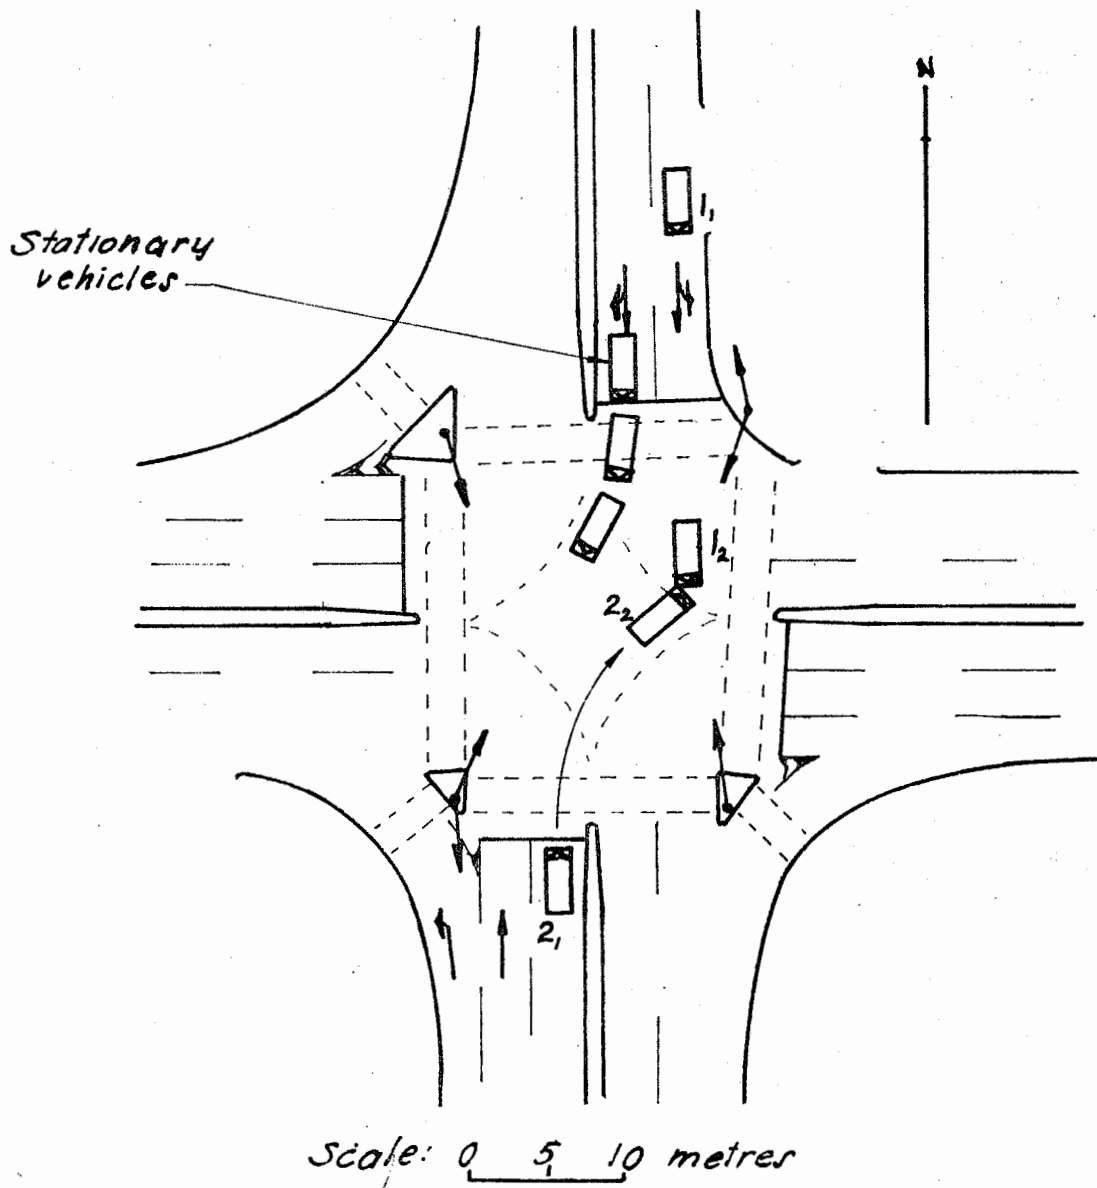 N
1₁
Stationary
vehicles
1₂
2₂
2₁
Scale: 0 5 10 metres